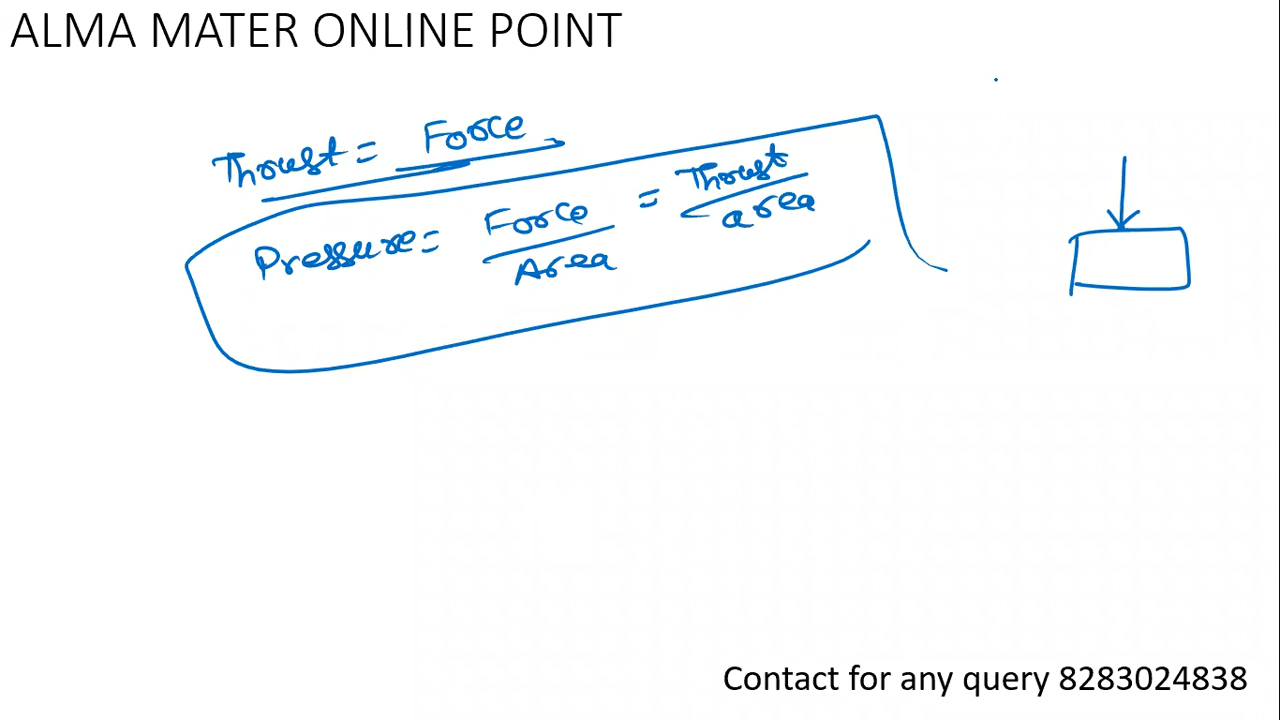 ALMA MATER ONLINE POINT
Thrust = Force
Pressure = Force/Area = Thrust/area
Contact for any query 8283024838